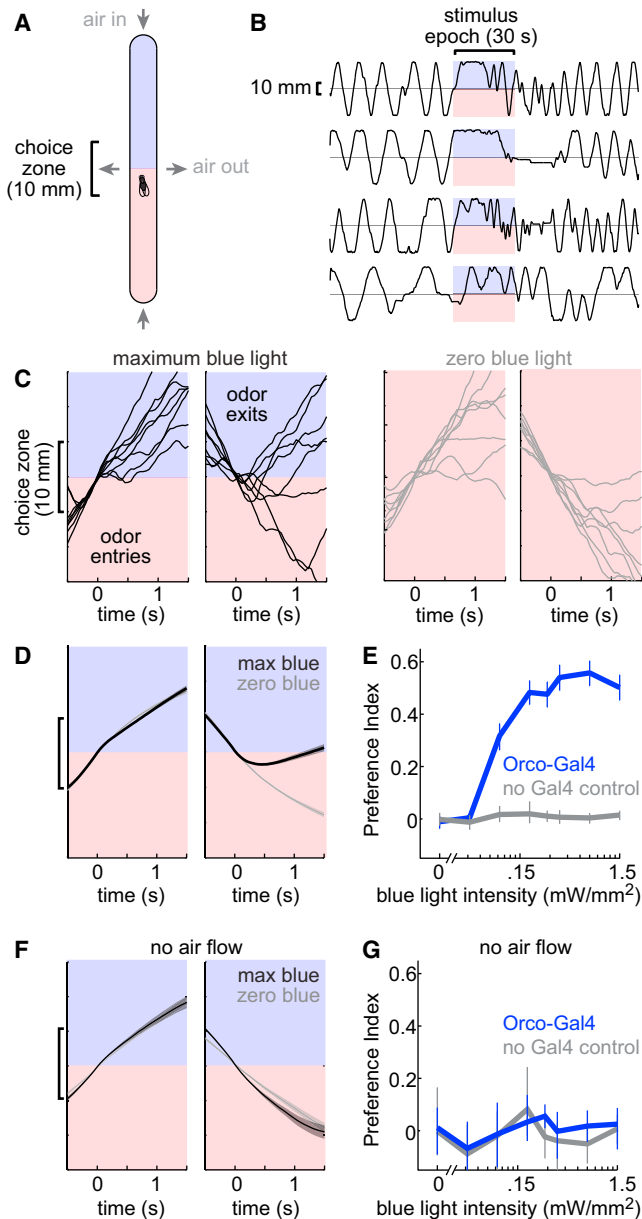 A
air in
choice
zone
(10 mm)
air out
B
stimulus
epoch (30 s)
10 mm
C
maximum blue light
zero blue light
choice zone
(10 mm)
odor
entries
odor
exits
0
1
0
1
0
1
0
1
time (s)
time (s)
time (s)
time (s)
D
max blue
zero blue
0
1
0
1
time (s)
time (s)
E
Preference Index
0.6
0.4
0.2
0
Orco-Gal4
no Gal4 control
0
.15
1.5
blue light intensity (mW/mm²)
F
no air flow
max blue
zero blue
0
1
0
1
time (s)
time (s)
G
no air flow
Preference Index
0.6
0.4
0.2
0
Orco-Gal4
no Gal4 control
0
.15
1.5
blue light intensity (mW/mm²)